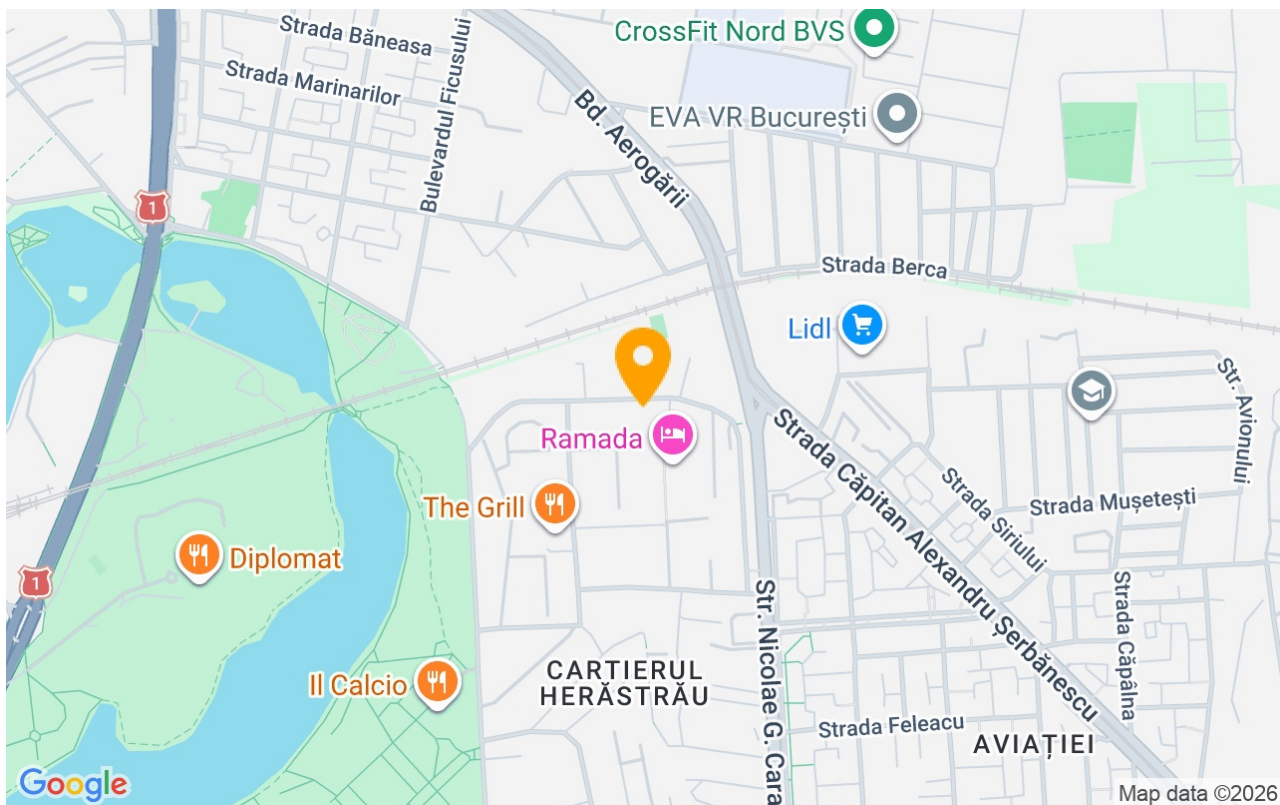 CrossFit Nord BVS
Strada Băneasa
Strada Marinarilor
Bulevardul Ficusului
Bd. Aerogării
EVA VR București
1
Strada Berca
Lidl
Str. Avionului
Ramada
Strada Căpitan Alexandru Șerbănescu
The Grill
Strada Siriului
Strada Mușetești
Diplomat
1
Str. Nicolae G. Cara
Strada Căpâlna
Il Calcio
CARTIERUL
HERĂSTRĂU
Strada Feleacu
AVIAȚIEI
Google
Map data ©2026